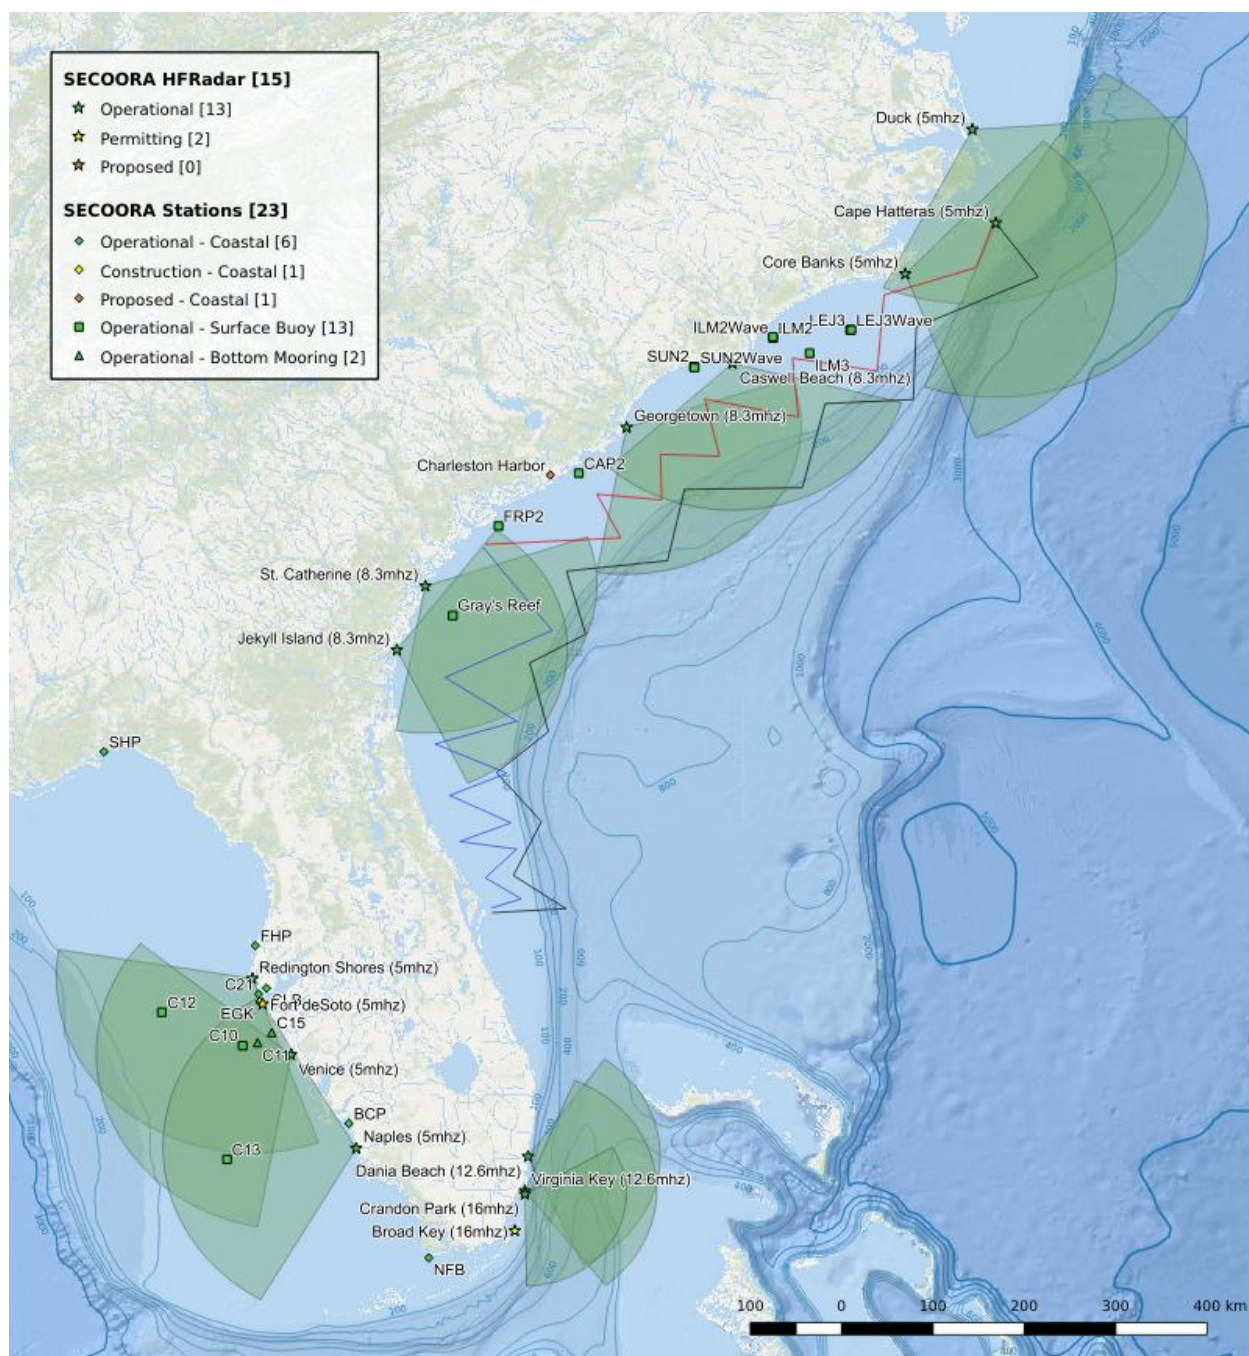 SECOORA HFRadar [15]
Operational [13]
Permitting [2]
Proposed [0]
SECOORA Stations [23]
Operational - Coastal [6]
Construction - Coastal [1]
Proposed - Coastal [1]
Operational - Surface Buoy [13]
Operational - Bottom Mooring [2]
Duck (5mhz)
Cape Hatteras (5mhz)
Core Banks (5mhz)
LEJ3 LEJ3Wave
ILM2Wave ILM2
ILM3
SUN2 SUN2Wave
Caswell Beach (8.3mhz)
Georgetown (8.3mhz)
Charleston Harbor
CAP2
FRP2
St. Catherine (8.3mhz)
Gray's Reef
Jekyll Island (8.3mhz)
SHP
FHP
Redington Shores (5mhz)
C21
C12
Fort deSoto (5mhz)
EGK
C15
C10
C11
Venice (5mhz)
BCP
Naples (5mhz)
C13
Dania Beach (12.6mhz)
Virginia Key (12.6mhz)
Crandon Park (16mhz)
Broad Key (16mhz)
NFB
100 0 100 200 300 400 km